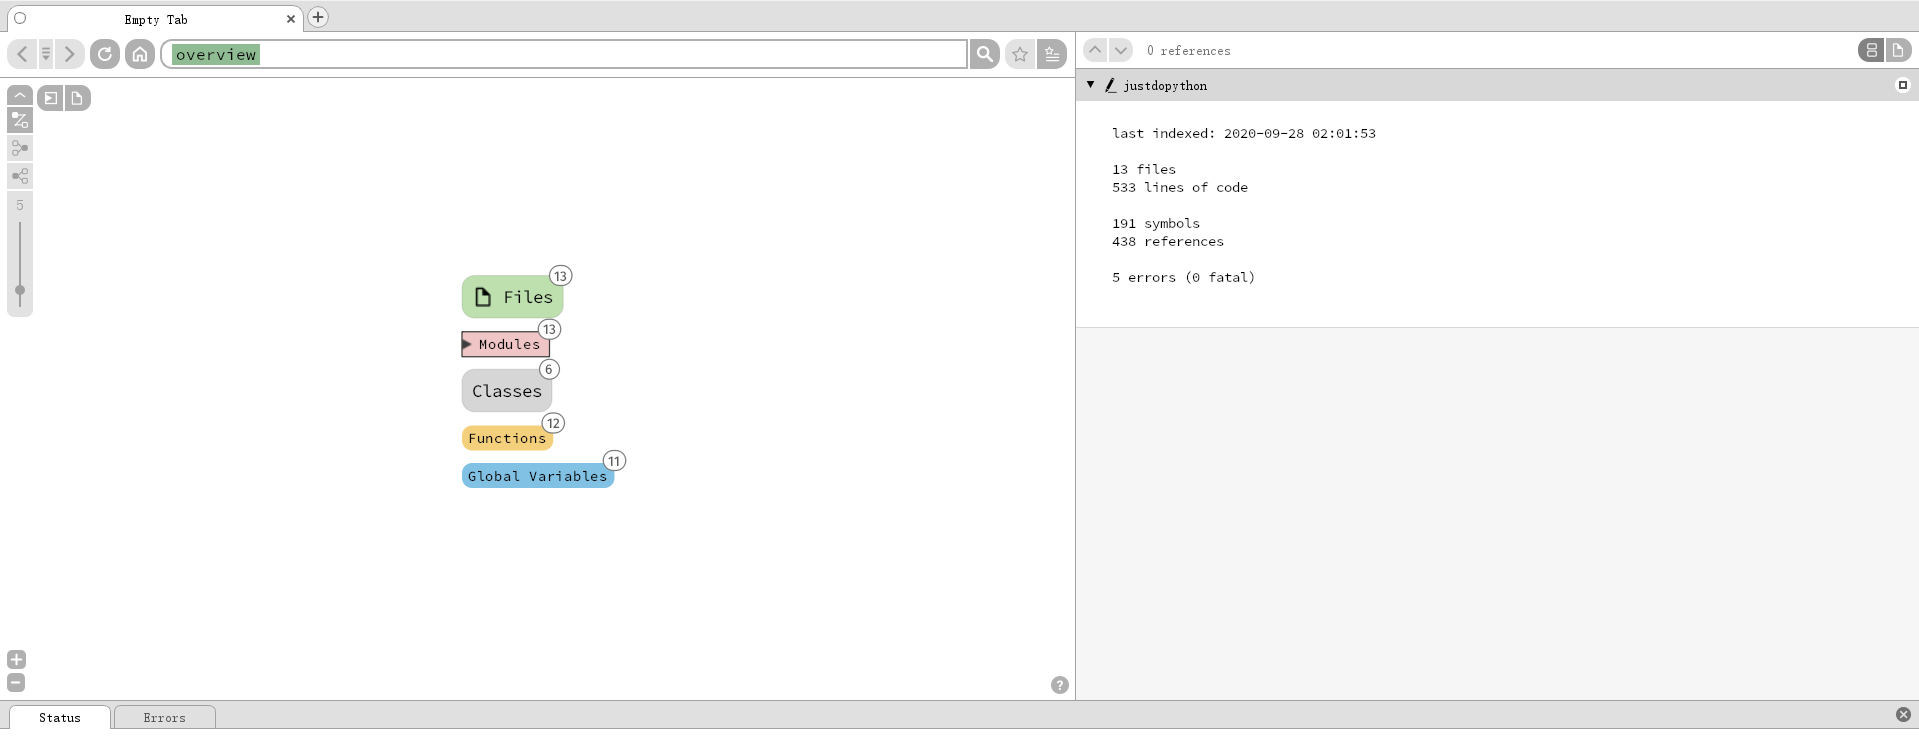 Empty Tab
overview
0 references
justdopython
last indexed: 2020-09-28 02:01:53
13 files
533 lines of code
191 symbols
438 references
5 errors (0 fatal)
5
13
Files
13
Modules
6
Classes
12
Functions
11
Global Variables
?
Status
Errors